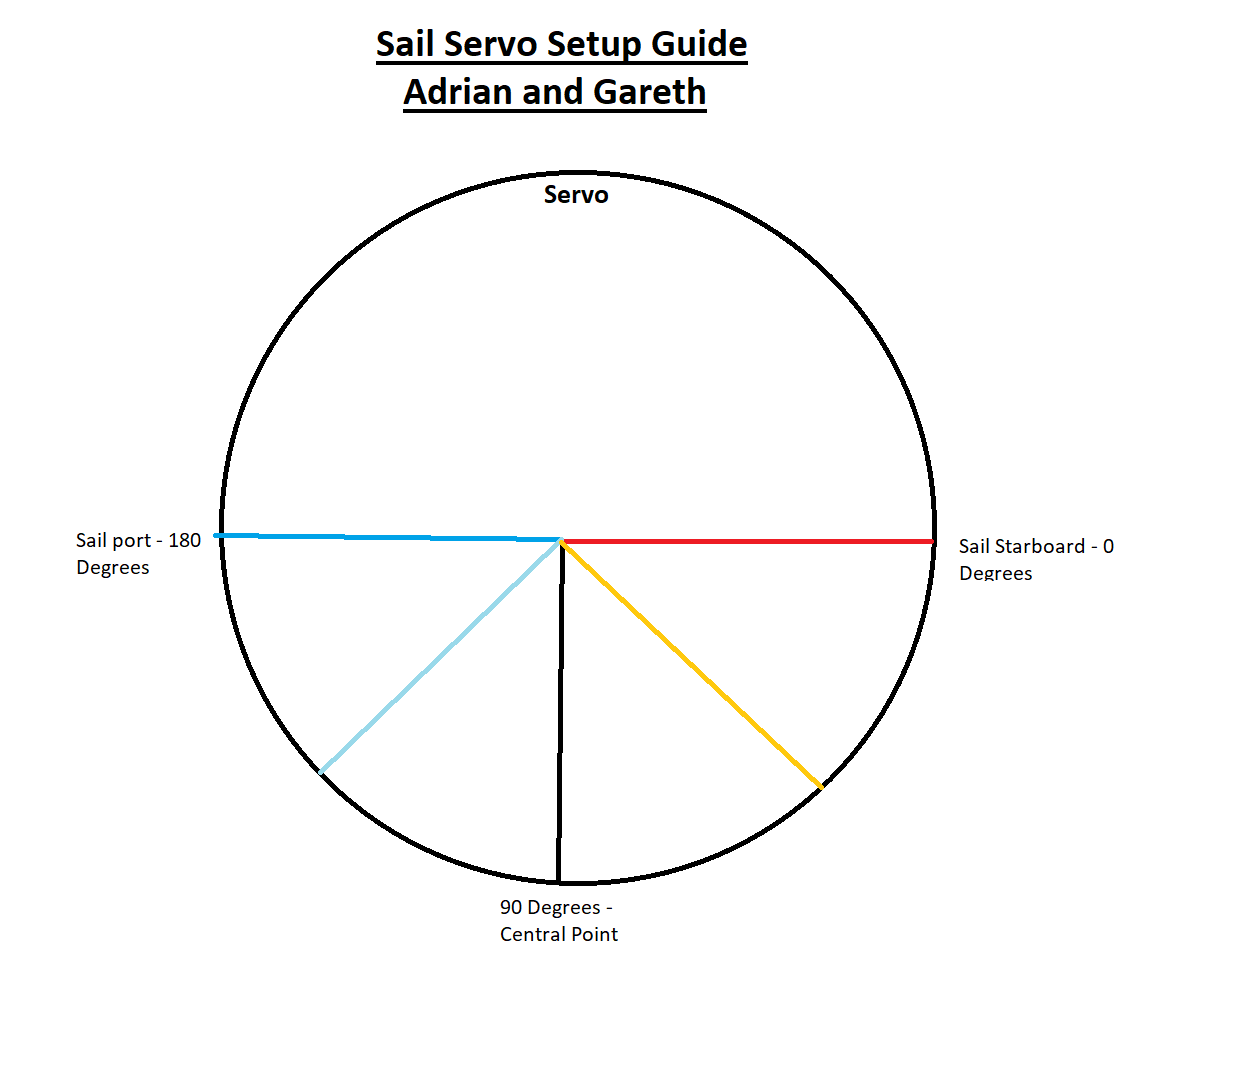 Sail Servo Setup Guide
Adrian and Gareth
Servo
Sail port - 180
Degrees
Sail Starboard - 0
Degrees
90 Degrees -
Central Point